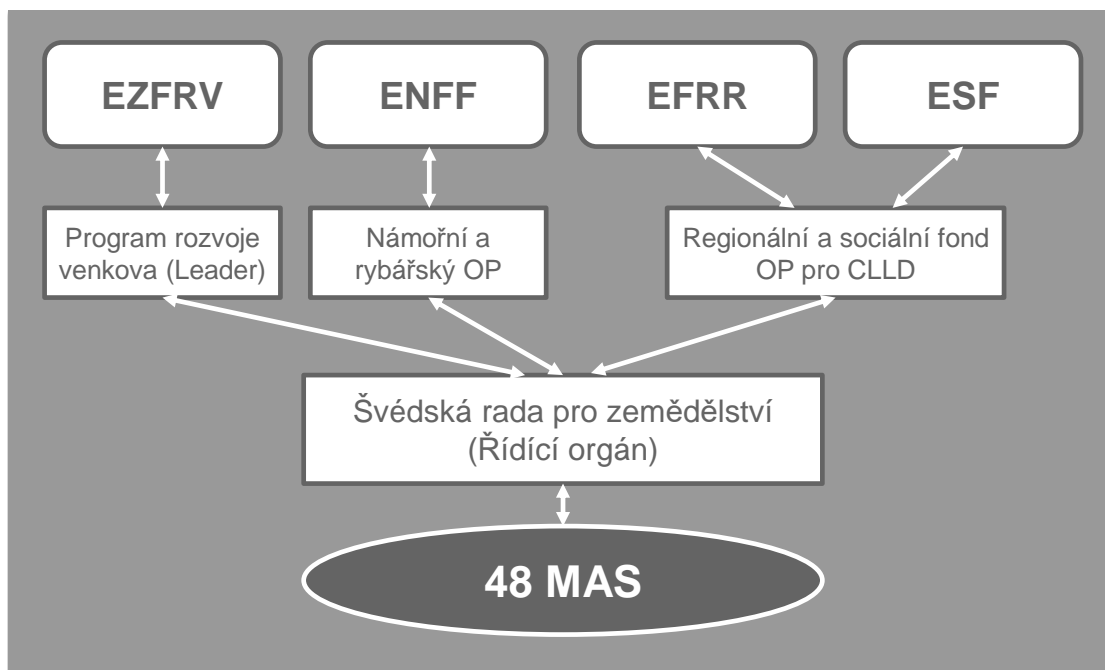 EZFRV
ENFF
EFRR
ESF
Program rozvoje
venkova (Leader)
Námořní a
rybářský OP
Regionální a sociální fond
OP pro CLLD
Švédská rada pro zemědělství
(Řídící orgán)
48 MAS